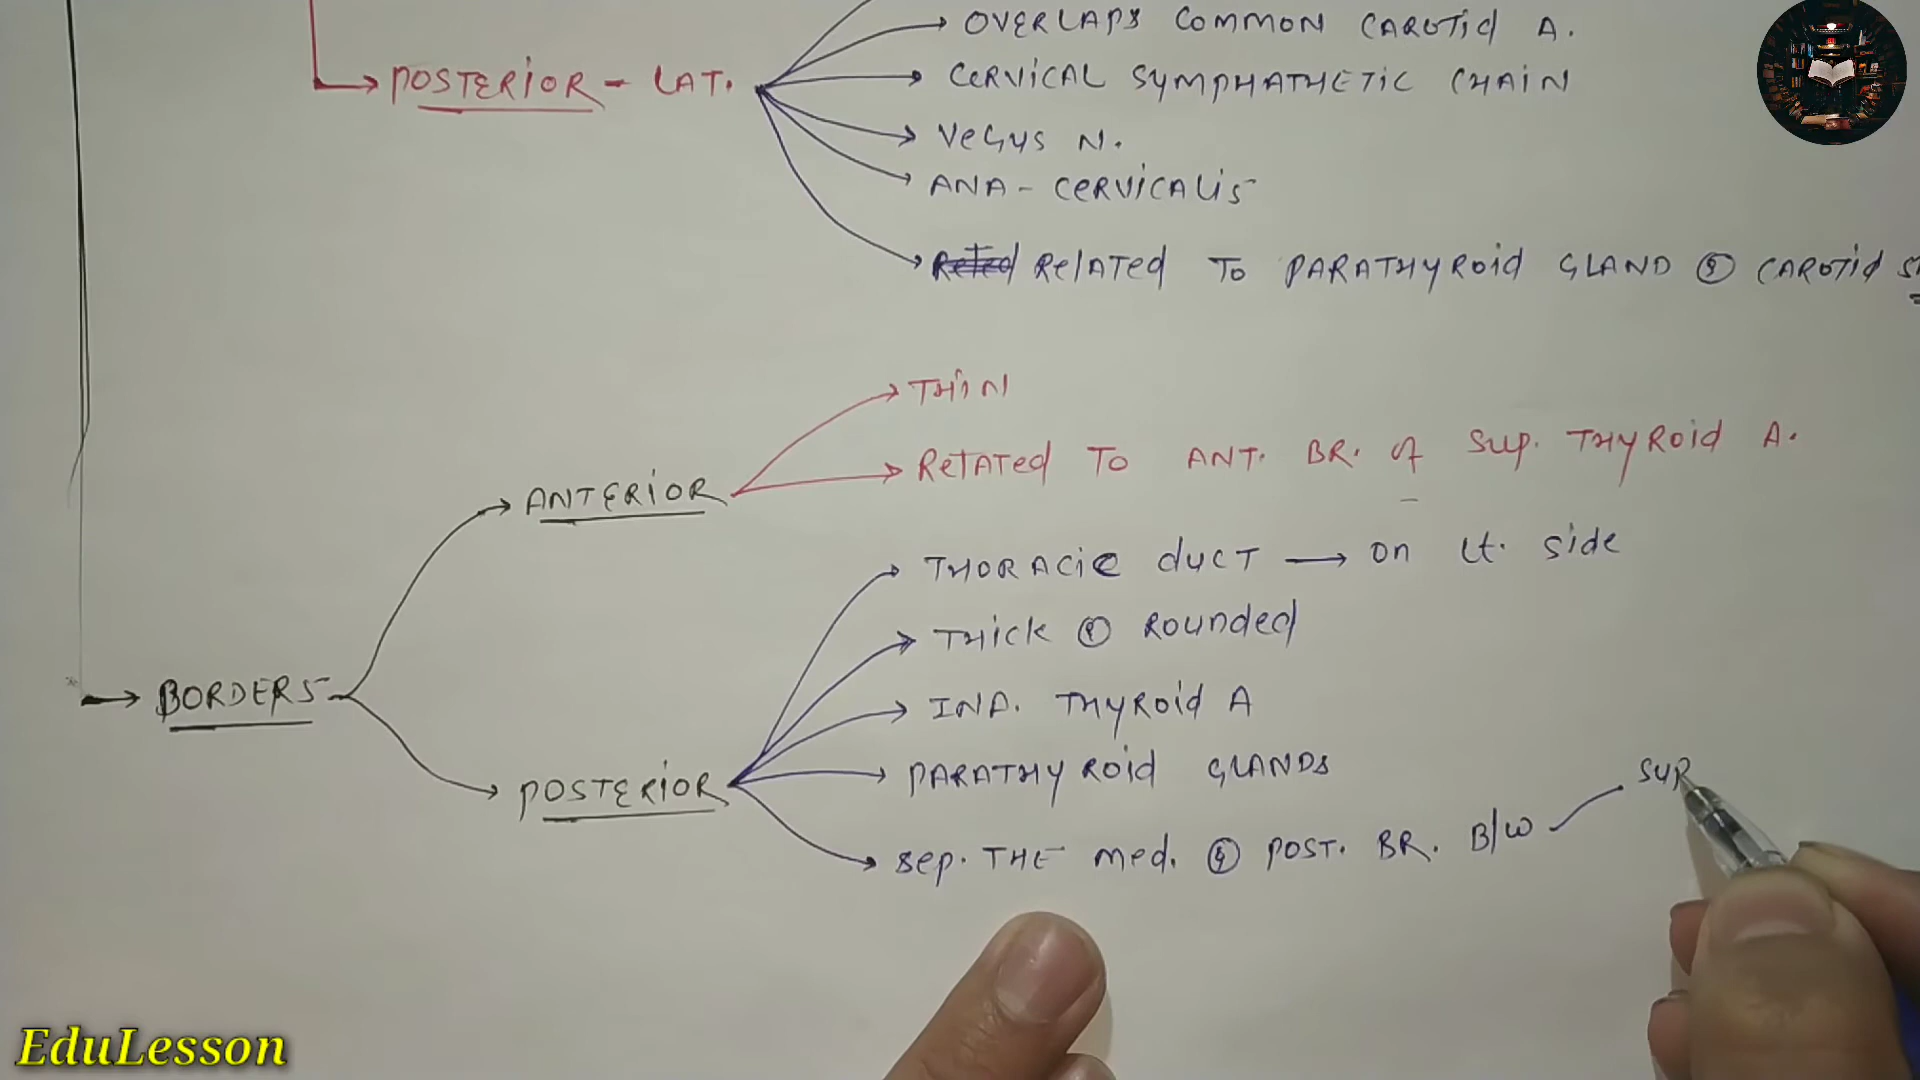 OVERLAPS COMMON CAROTID A.
POSTERIOR - LAT.
CERVICAL SYMPHATHETIC CHAIN
VEGUS N.
ANA - CERVICALIS
RELATED TO PARATHYROID GLAND & CAROTID
THIN
RETATED TO ANT. BR. of SUP. THYROID A.
ANTERIOR
THORACIC DUCT → ON Lt. side
THICK & ROUNDED
BORDERS
IND. THYROID A
POSTERIOR
PARATHYROID GLANDS
SUP
SEP. THE MED. & POST. BR. B/W
EduLesson